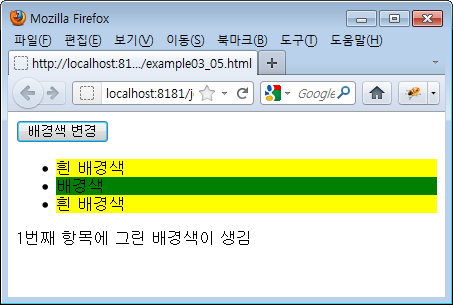 Mozilla Firefox
파일(F) 편집(E) 보기(V) 이동(S) 북마크(B) 도구(T) 도움말(H)
http://localhost:81.../example03_05.html
localhost:8181/j Google
배경색 변경
흰 배경색
배경색
흰 배경색
1번째 항목에 그린 배경색이 생김